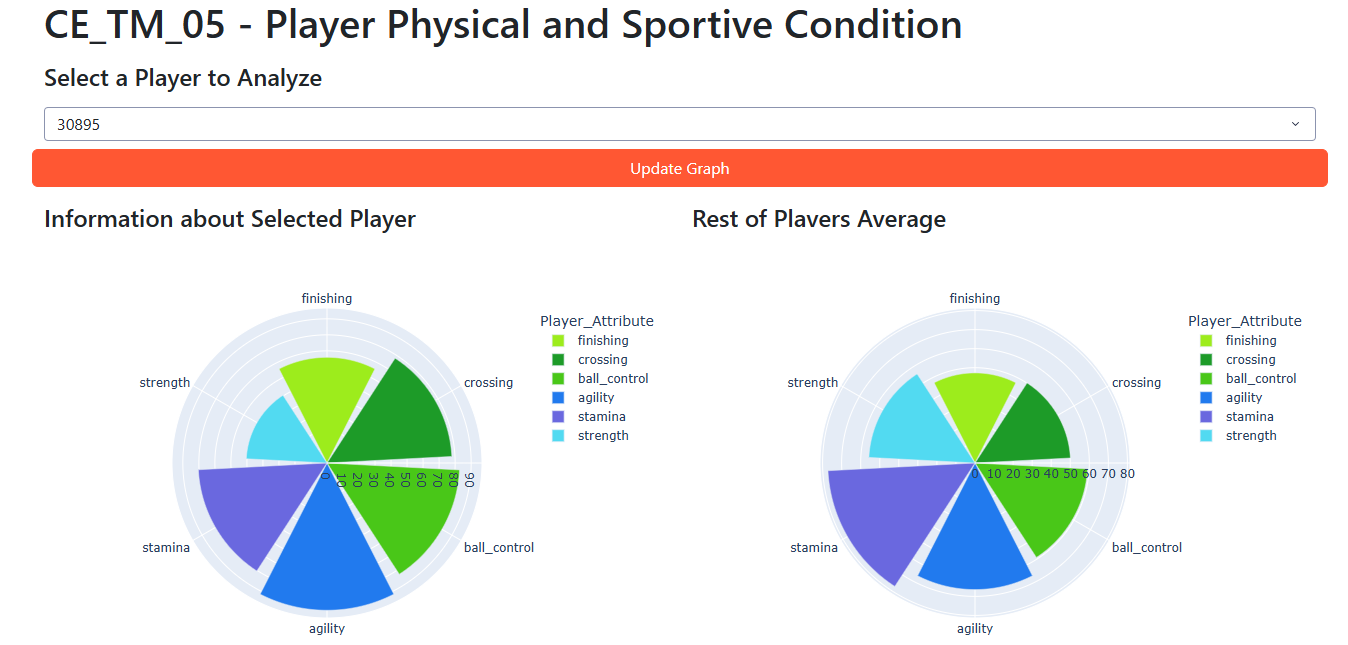 CE_TM_05 - Player Physical and Sportive Condition
Select a Player to Analyze
30895
Update Graph
Information about Selected Player
finishing
crossing
ball_control
agility
stamina
strength
0 10 20 30 40 50 60 70 80 90
Player_Attribute
finishing
crossing
ball_control
agility
stamina
strength
Rest of Players Average
finishing
crossing
ball_control
agility
stamina
strength
0 10 20 30 40 50 60 70 80
Player_Attribute
finishing
crossing
ball_control
agility
stamina
strength